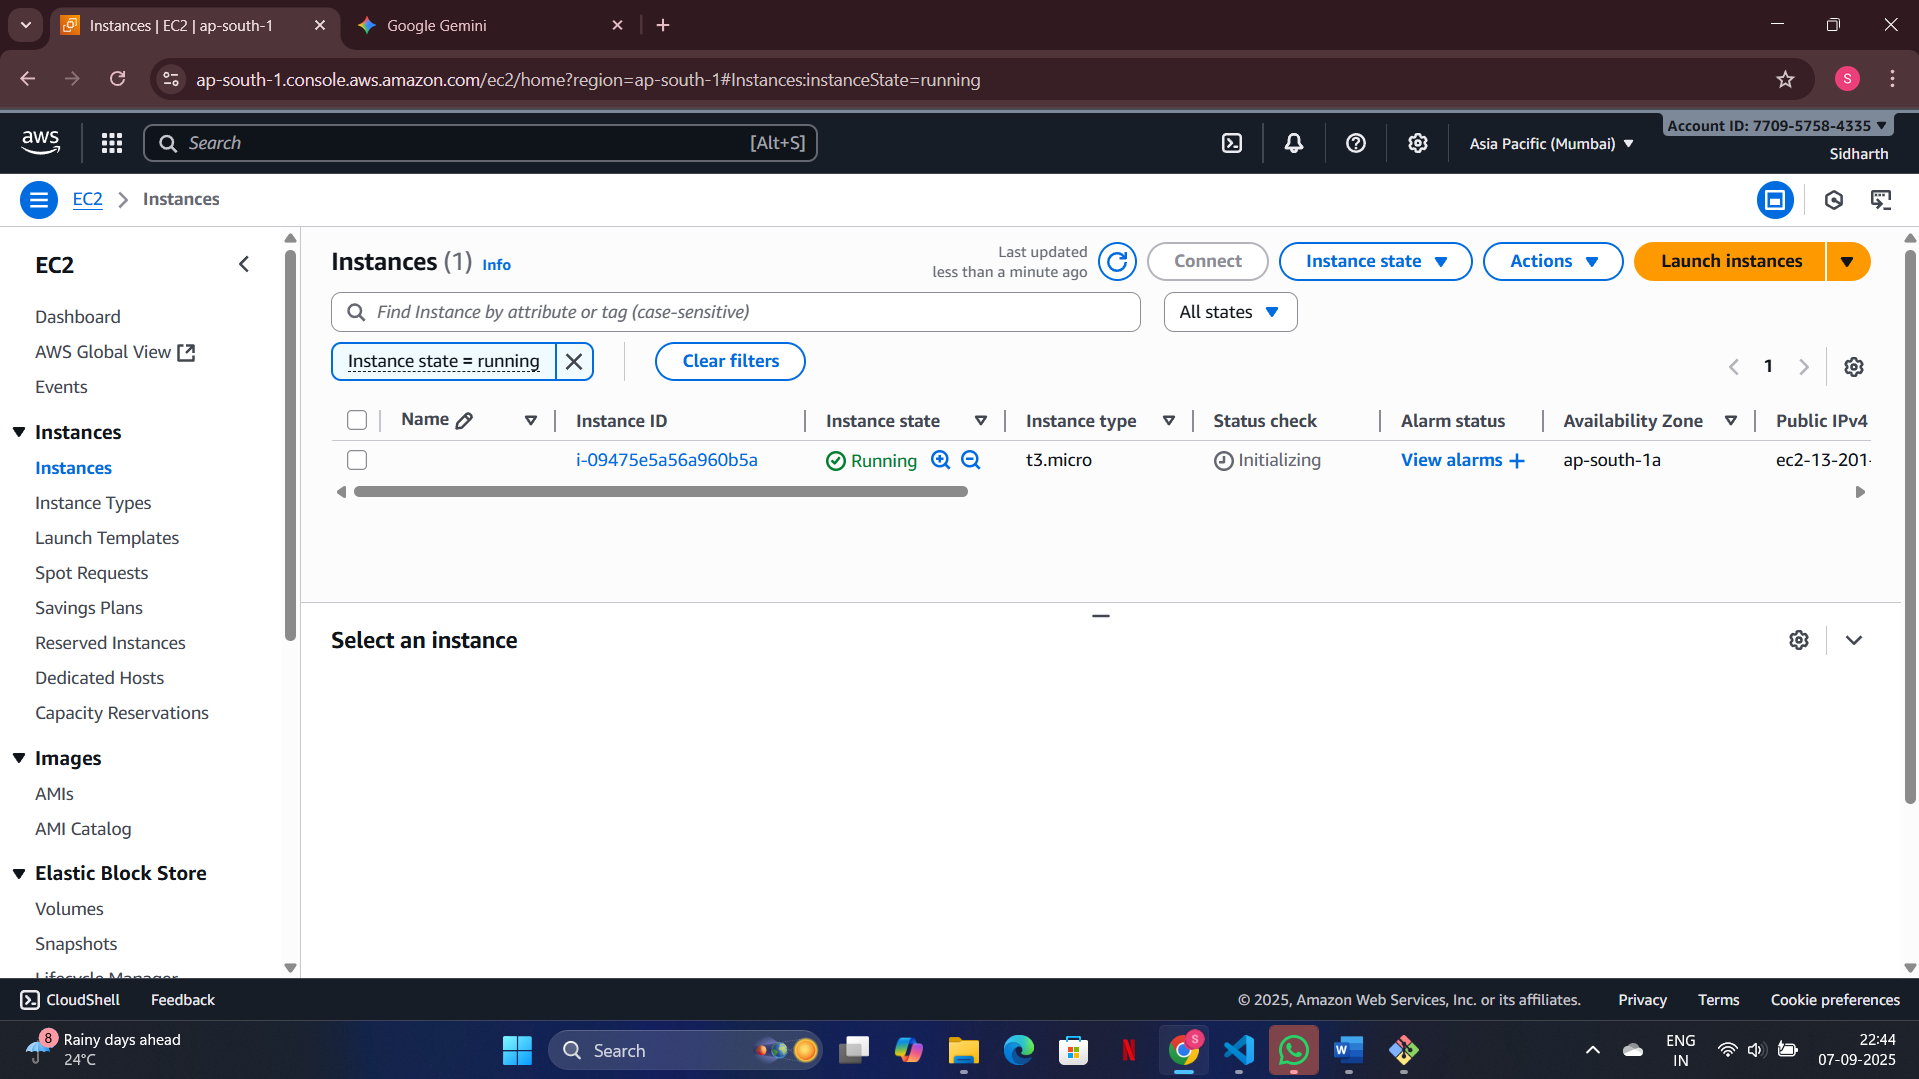 Instances | EC2 | ap-south-1
Google Gemini
ap-south-1.console.aws.amazon.com/ec2/home?region=ap-south-1#Instances:instanceState=running
S
aws
Search
[Alt+S]
Asia Pacific (Mumbai)
Account ID: 7709-5758-4335
Sidharth
EC2
Instances
EC2
Dashboard
AWS Global View
Events
Instances
Instances
Instance Types
Launch Templates
Spot Requests
Savings Plans
Reserved Instances
Dedicated Hosts
Capacity Reservations
Images
AMIs
AMI Catalog
Elastic Block Store
Volumes
Snapshots
Lifecycle Manager
Instances (1) Info
Last updated
less than a minute ago
Connect
Instance state
Actions
Launch instances
Find Instance by attribute or tag (case-sensitive)
All states
Instance state = running
Clear filters
1
Name Instance ID Instance state Instance type Status check Alarm status Availability Zone Public IPv4
i-09475e5a56a960b5a Running t3.micro Initializing View alarms + ap-south-1a ec2-13-201-
Select an instance
CloudShell
Feedback
© 2025, Amazon Web Services, Inc. or its affiliates.
Privacy
Terms
Cookie preferences
8
Rainy days ahead
24°C
Search
S
ENG
IN
22:44
07-09-2025